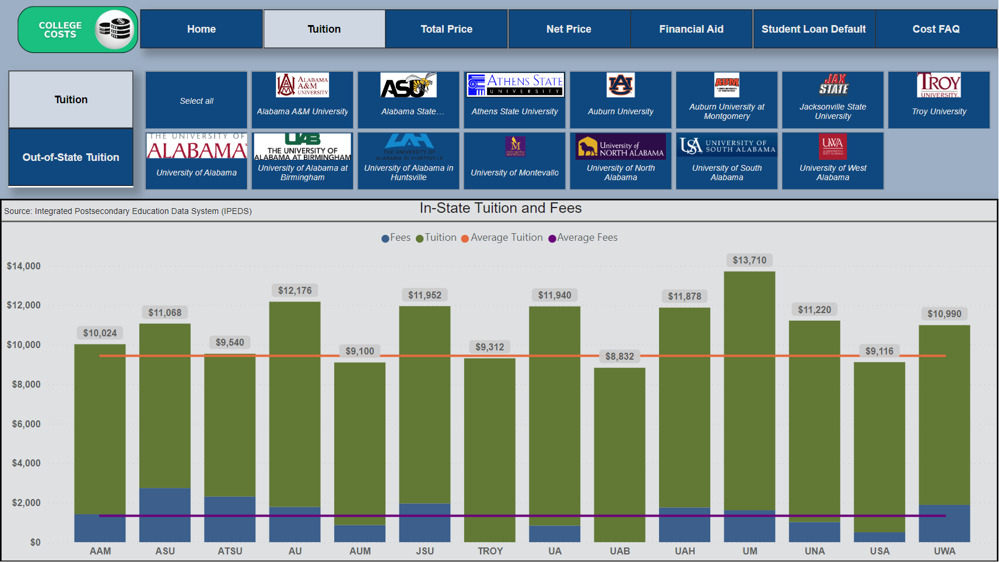 COLLEGE
COSTS
Home
Tuition
Total Price
Net Price
Financial Aid
Student Loan Default
Cost FAQ
Tuition
Out-of-State Tuition
Select all
ALABAMA
A&M
UNIVERSITY
Alabama A&M University
ASU
Alabama State…
ATHENS STATE
UNIVERSITY
Athens State University
Auburn University
AUM
Auburn University at
Montgomery
JAX
STATE
Jacksonville State
University
TROY
UNIVERSITY
Troy University
THE UNIVERSITY OF
ALABAMA
University of Alabama
UAB
THE UNIVERSITY OF
ALABAMA AT BIRMINGHAM
University of Alabama at
Birmingham
UAH
THE UNIVERSITY OF
ALABAMA IN HUNTSVILLE
University of Alabama in
Huntsville
M
University of Montevallo
University of
NORTH ALABAMA
University of North
Alabama
USA
UNIVERSITY OF
SOUTH ALABAMA
University of South
Alabama
UWA
University of West
Alabama
Source: Integrated Postsecondary Education Data System (IPEDS)
In-State Tuition and Fees
Fees Tuition Average Tuition Average Fees
$14,000
$12,000
$10,000
$8,000
$6,000
$4,000
$2,000
$0
$10,024
$11,068
$9,540
$12,176
$9,100
$11,952
$9,312
$11,940
$8,832
$11,878
$13,710
$11,220
$9,116
$10,990
AAM
ASU
ATSU
AU
AUM
JSU
TROY
UA
UAB
UAH
UM
UNA
USA
UWA